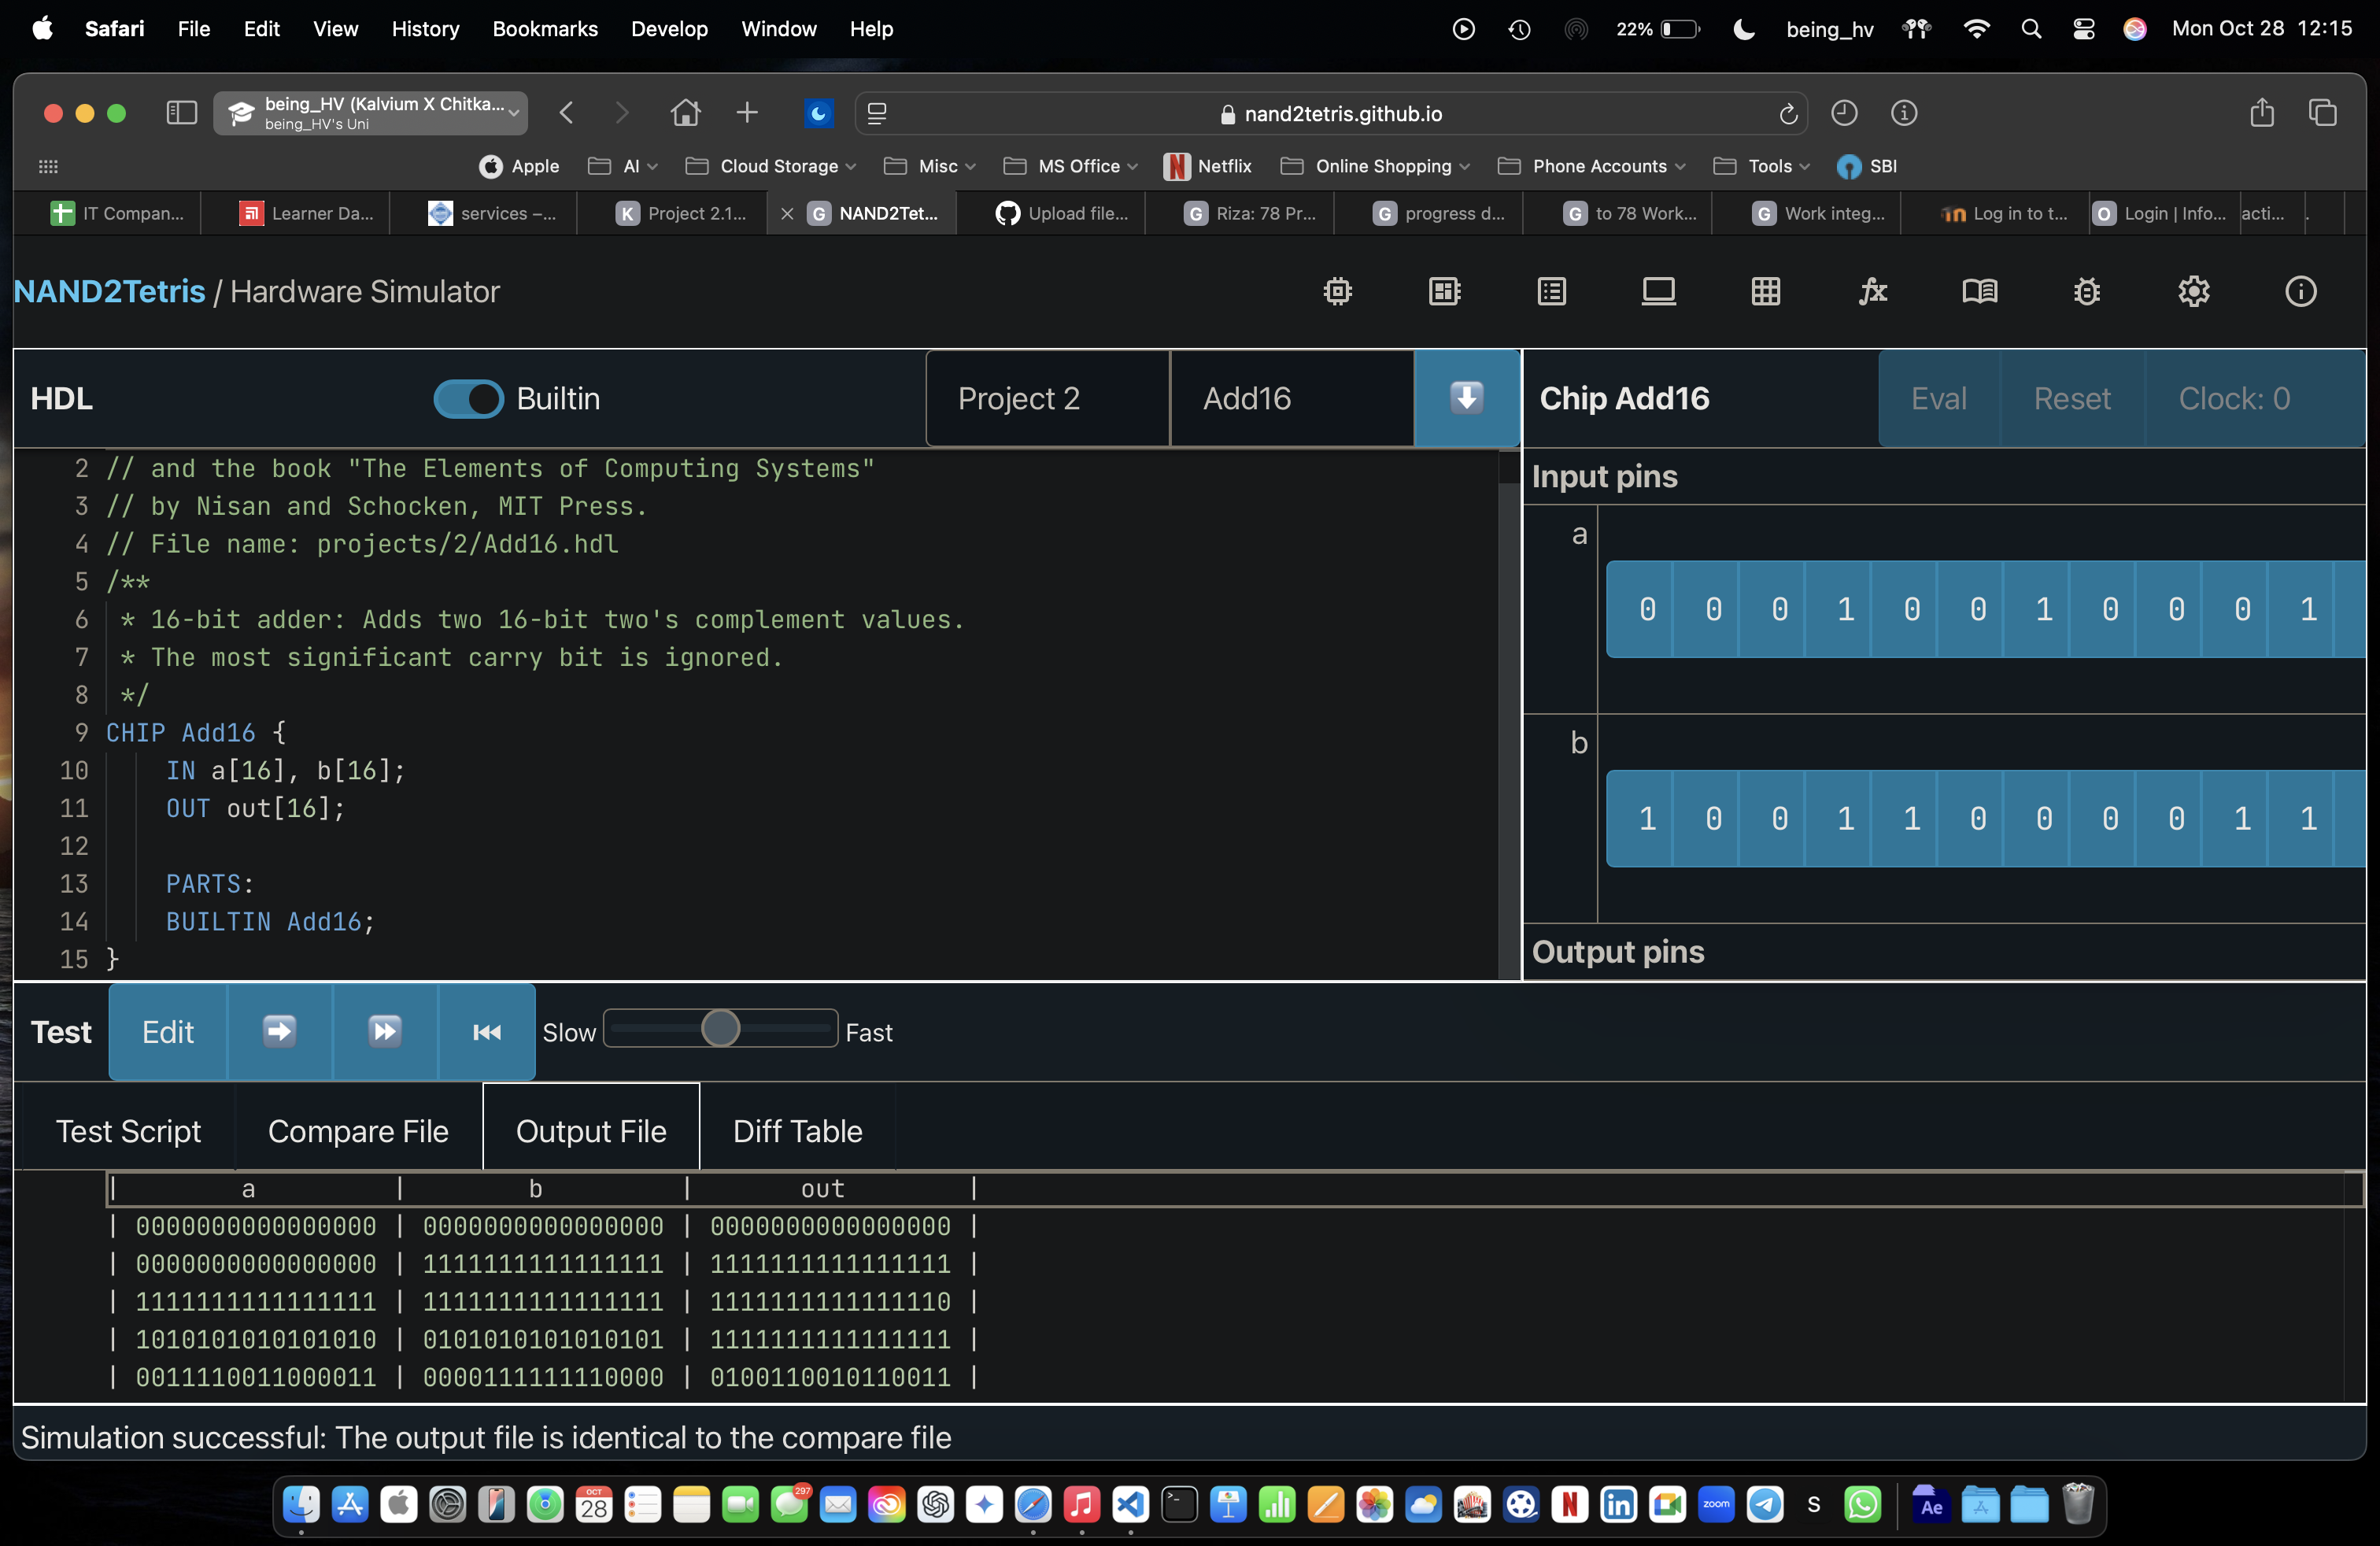 Safari File Edit View History Bookmarks Develop Window Help 22% being_hv Mon Oct 28 12:15
being_HV (Kalvium X Chitka...
being_HV's Uni
nand2tetris.github.io
Apple AI Cloud Storage Misc MS Office Netflix Online Shopping Phone Accounts Tools SBI
IT Compan... Learner Da... services –... Project 2.1... NAND2Tet... Upload file... Riza: 78 Pr... progress d... to 78 Work... Work integ... Log in to t... Login | Info... acti...
NAND2Tetris / Hardware Simulator
HDL Builtin Project 2 Add16
Chip Add16 Eval Reset Clock: 0
2 // and the book "The Elements of Computing Systems"
3 // by Nisan and Schocken, MIT Press.
4 // File name: projects/2/Add16.hdl
5 /**
6 * 16-bit adder: Adds two 16-bit two's complement values.
7 * The most significant carry bit is ignored.
8 */
9 CHIP Add16 {
10 IN a[16], b[16];
11 OUT out[16];
12
13 PARTS:
14 BUILTIN Add16;
15 }
Input pins
a
0 0 0 1 0 0 1 0 0 0 1
b
1 0 0 1 1 0 0 0 0 1 1
Output pins
Test Edit Slow Fast
Test Script Compare File Output File Diff Table
| a | b | out |
| 0000000000000000 | 0000000000000000 | 0000000000000000 |
| 0000000000000000 | 1111111111111111 | 1111111111111111 |
| 1111111111111111 | 1111111111111111 | 1111111111111110 |
| 1010101010101010 | 0101010101010101 | 1111111111111111 |
| 0011110011000011 | 0000111111110000 | 0100110010110011 |
Simulation successful: The output file is identical to the compare file
OCT
28
297
zoom
S
Ae